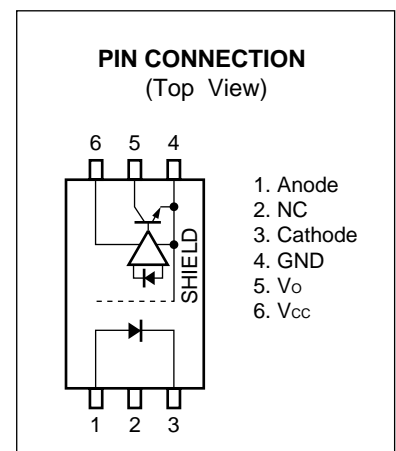 PIN CONNECTION
(Top View)
6 5 4
SHIELD
1 2 3
1. Anode
2. NC
3. Cathode
4. GND
5. Vo
6. Vcc